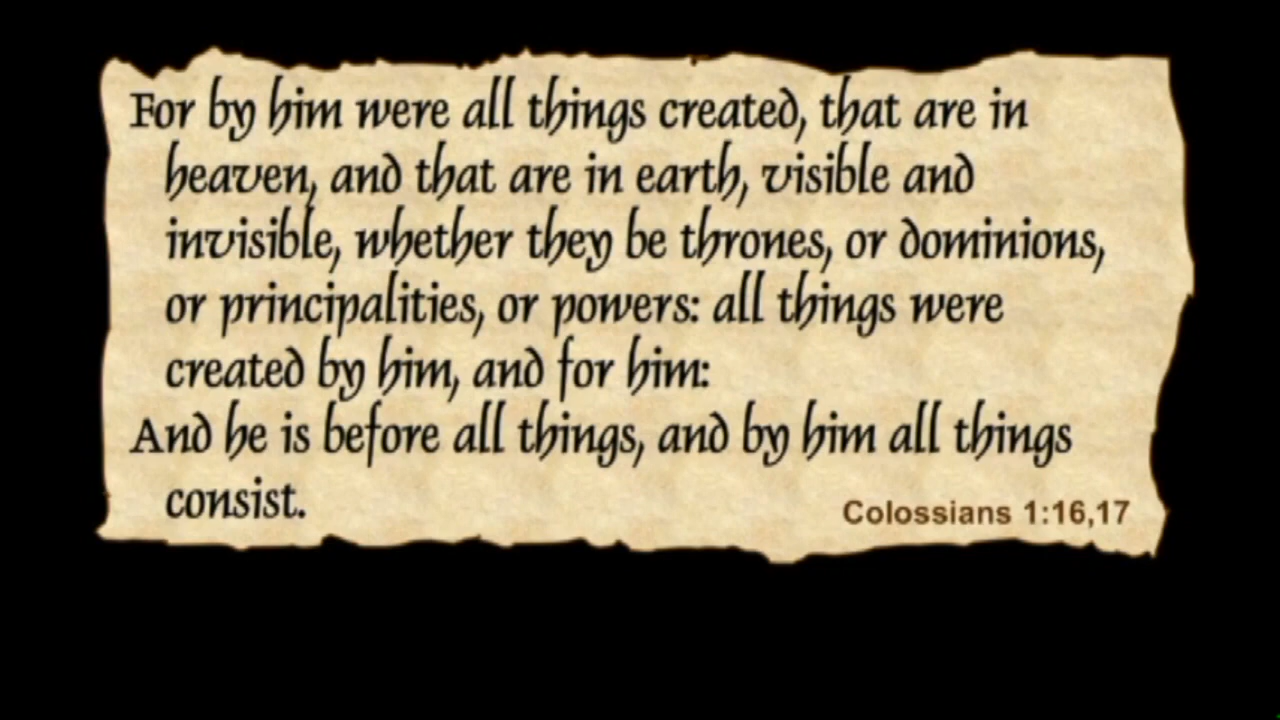 For by him were all things created, that are in
heaven, and that are in earth, visible and
invisible, whether they be thrones, or dominions,
or principalities, or powers: all things were
created by him, and for him:
And he is before all things, and by him all things
consist.
Colossians 1:16,17